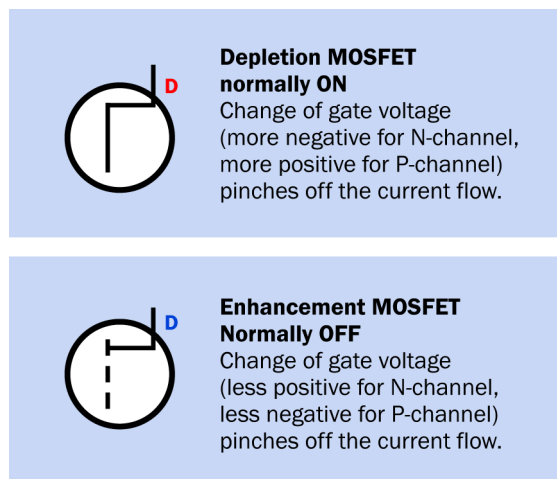 D
Depletion MOSFET
normally ON
Change of gate voltage
(more negative for N-channel,
more positive for P-channel)
pinches off the current flow.
D
Enhancement MOSFET
Normally OFF
Change of gate voltage
(less positive for N-channel,
less negative for P-channel)
pinches off the current flow.